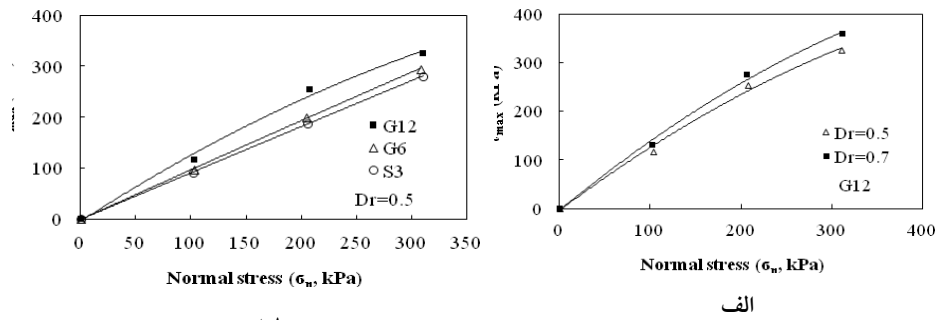 400
300
200
100
0
G12
G6
S3
Dr=0.5
0 50 100 150 200 250 300 350
Normal stress (σn, kPa)
400
300
200
100
0
Dr=0.5
Dr=0.7
G12
0 100 200 300 400
Normal stress (σn, kPa)
الف